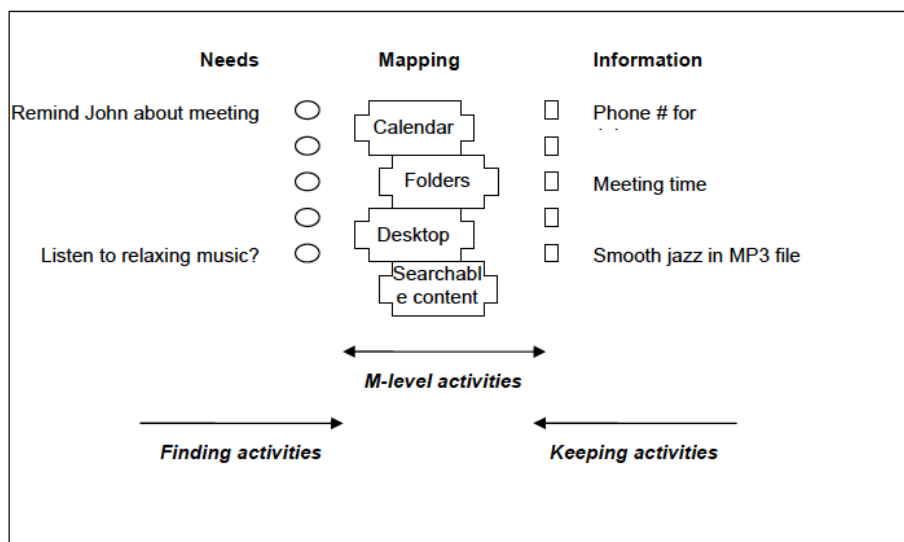 Needs Mapping Information
Remind John about meeting
Calendar
Phone # for
Folders
Meeting time
Desktop
Listen to relaxing music?
Smooth jazz in MP3 file
Searchabl
e content
M-level activities
Finding activities
Keeping activities